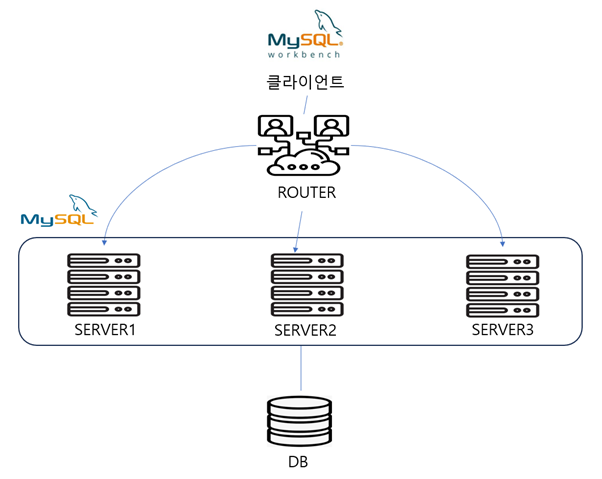 MySQL
workbench
클라이언트
ROUTER
MySQL
SERVER1
SERVER2
SERVER3
DB